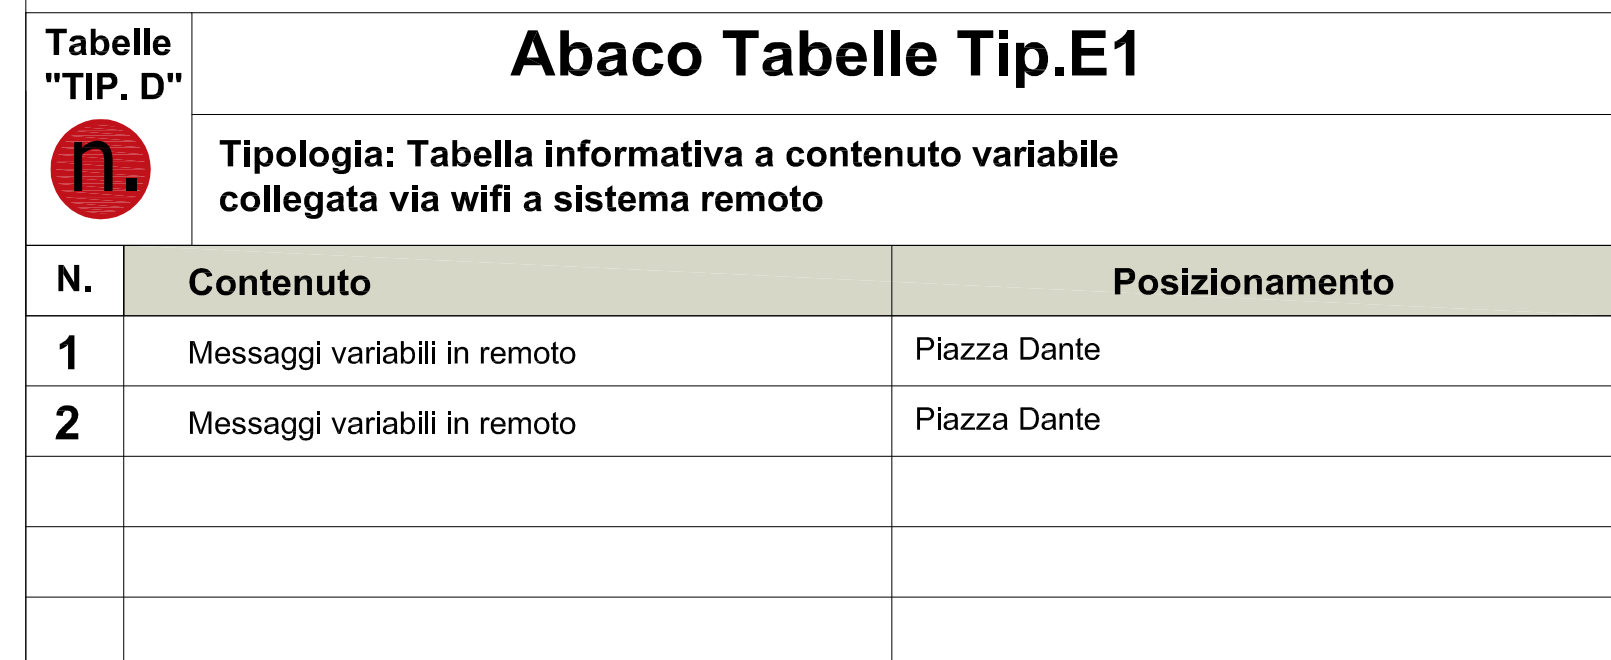 Tabelle
"TIP. D"
n.
Abaco Tabelle Tip.E1
Tipologia: Tabella informativa a contenuto variabile
collegata via wifi a sistema remoto
N. Contenuto Posizionamento
1 Messaggi variabili in remoto Piazza Dante
2 Messaggi variabili in remoto Piazza Dante